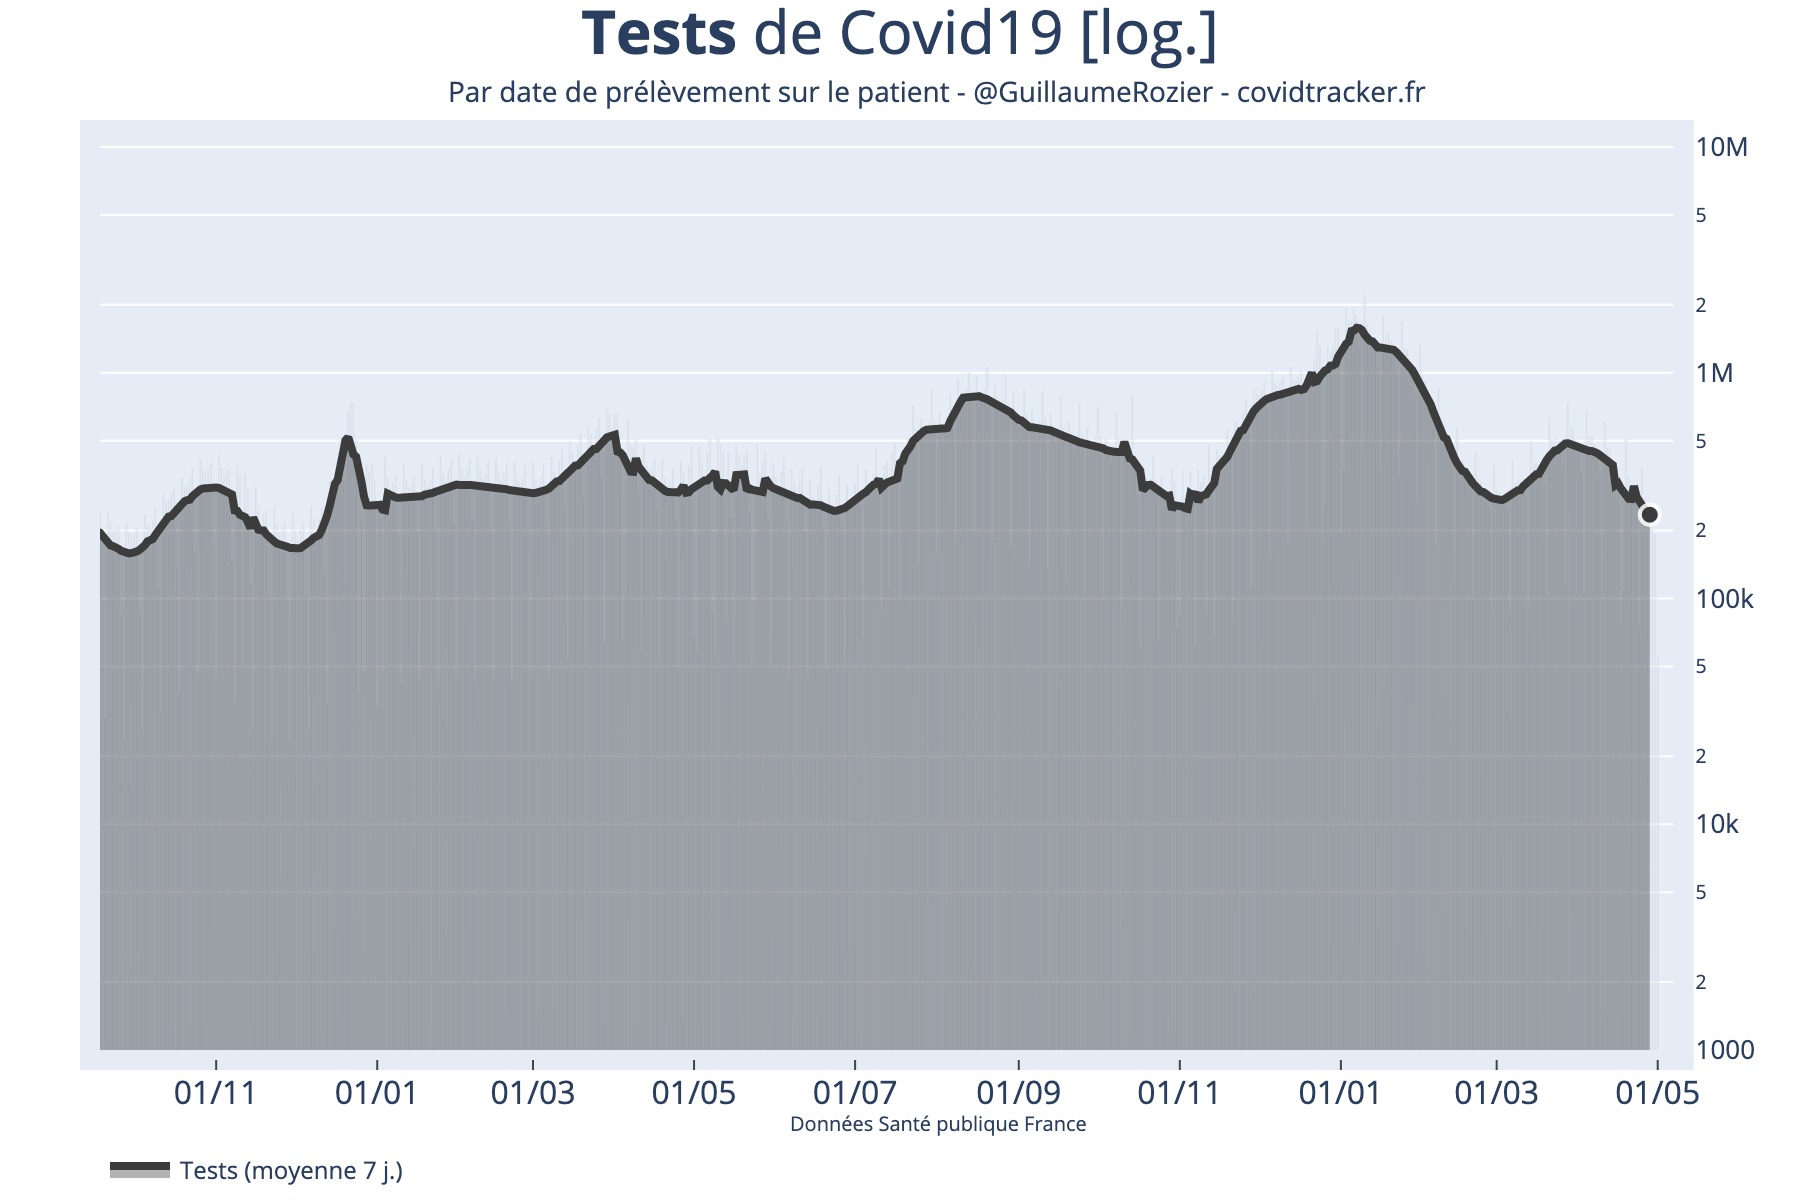 Tests de Covid19 [log.]
Par date de prélèvement sur le patient - @GuillaumeRozier - covidtracker.fr
10M
5
2
1M
5
2
100k
5
2
10k
5
2
1000
01/11 01/01 01/03 01/05 01/07 01/09 01/11 01/01 01/03 01/05
Données Santé publique France
Tests (moyenne 7 j.)